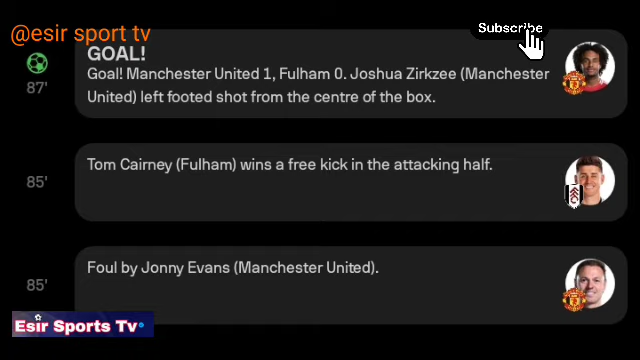 @esir sport tv
Subscribe
GOAL!
Goal! Manchester United 1, Fulham 0. Joshua Zirkzee (Manchester
87'
United) left footed shot from the centre of the box.
Tom Cairney (Fulham) wins a free kick in the attacking half.
85'
Foul by Jonny Evans (Manchester United).
85'
Esir Sports Tv